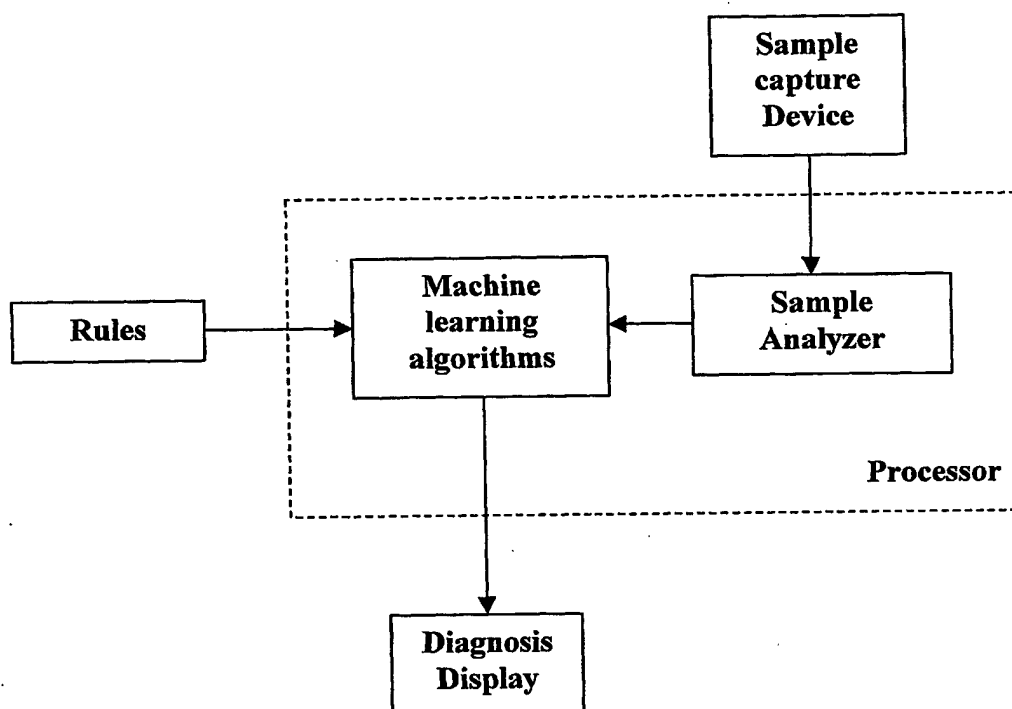 Sample
capture
Device
Machine
learning
algorithms
Sample
Analyzer
Rules
Processor
Diagnosis
Display